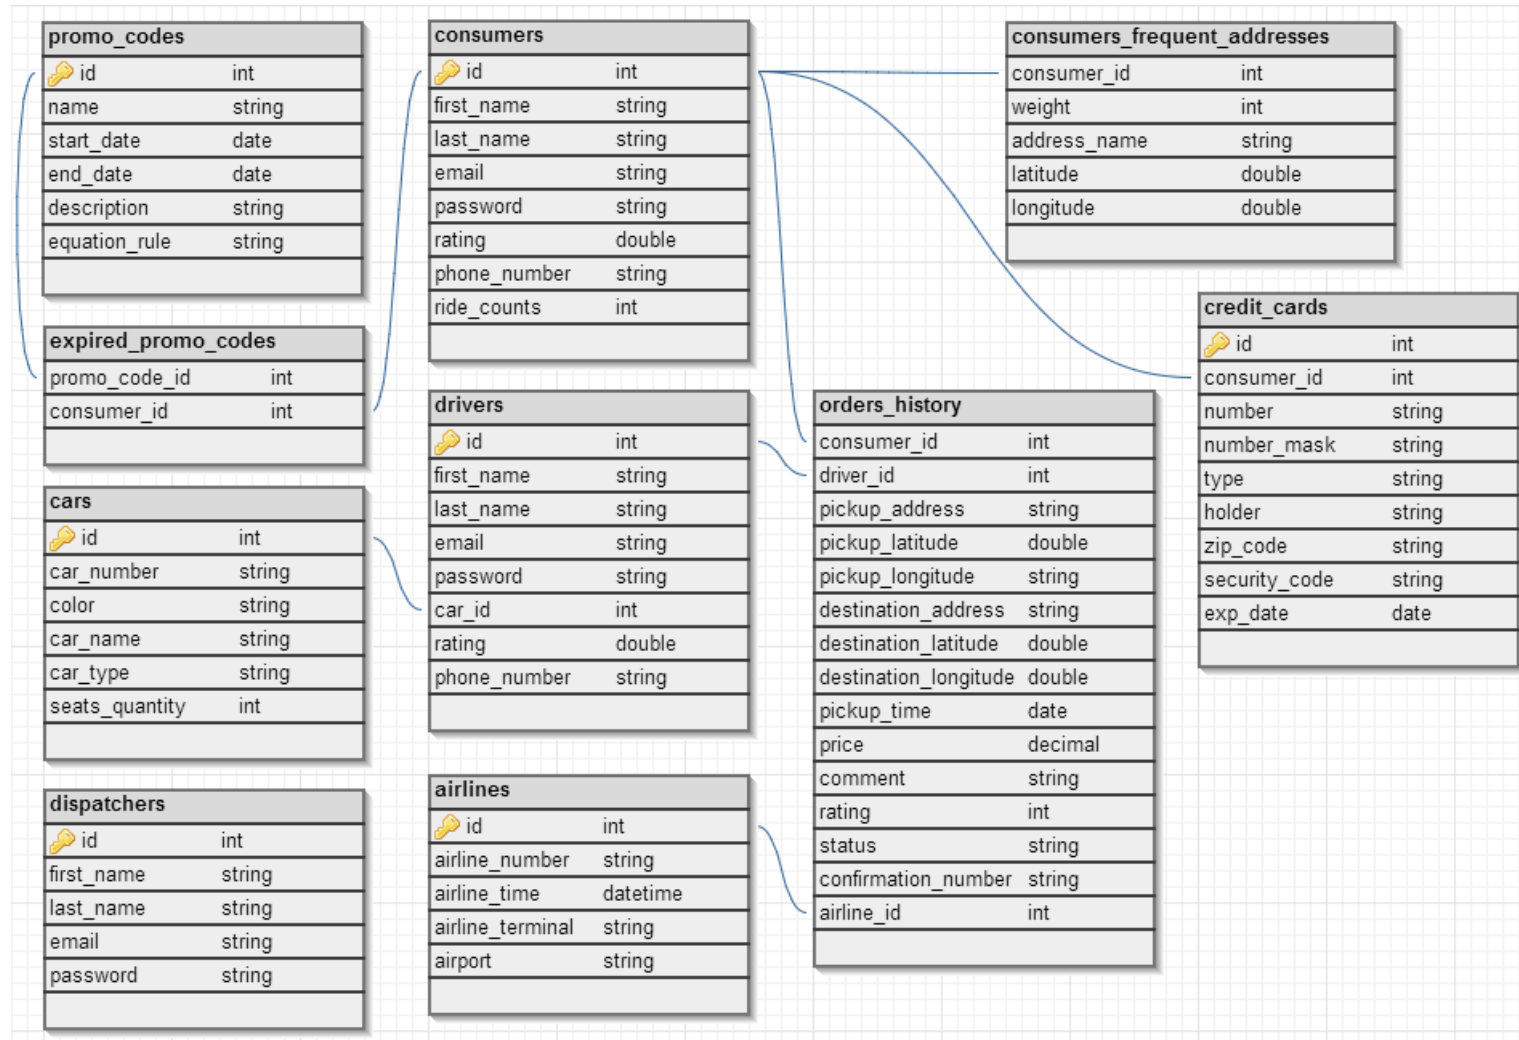 promo_codes
id int
name string
start_date date
end_date date
description string
equation_rule string
expired_promo_codes
promo_code_id int
consumer_id int
cars
id int
car_number string
color string
car_name string
car_type string
seats_quantity int
dispatchers
id int
first_name string
last_name string
email string
password string
consumers
id int
first_name string
last_name string
email string
password string
rating double
phone_number string
ride_counts int
drivers
id int
first_name string
last_name string
email string
password string
car_id int
rating double
phone_number string
airlines
id int
airline_number string
airline_time datetime
airline_terminal string
airport string
consumers_frequent_addresses
consumer_id int
weight int
address_name string
latitude double
longitude double
orders_history
consumer_id int
driver_id int
pickup_address string
pickup_latitude double
pickup_longitude string
destination_address string
destination_latitude double
destination_longitude double
pickup_time date
price decimal
comment string
rating int
status string
confirmation_number string
airline_id int
credit_cards
id int
consumer_id int
number string
number_mask string
type string
holder string
zip_code string
security_code string
exp_date date